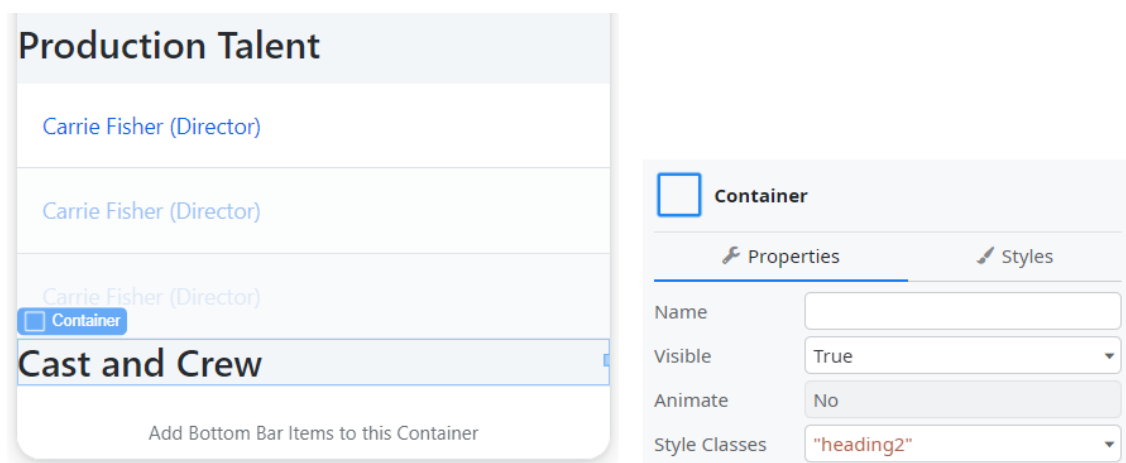 Production Talent
Carrie Fisher (Director)
Carrie Fisher (Director)
Carrie Fisher (Director)
Container
Cast and Crew
Add Bottom Bar Items to this Container
Container
Properties
Styles
Name
Visible
True
Animate
No
Style Classes
"heading2"